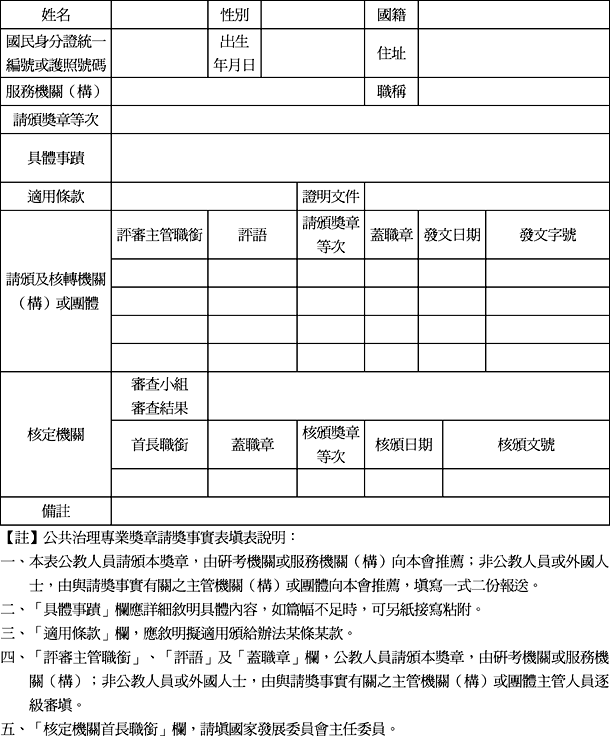 姓名 性別 國籍
國民身分證統一編號或護照號碼 出生年月日 住址
服務機關（構） 職稱
請頒獎章等次
具體事蹟
適用條款 證明文件
請頒及核轉機關（構）或團體 評審主管職銜 評語 請頒獎章等次 蓋職章 發文日期 發文字號
核定機關 審查小組審查結果
首長職銜 蓋職章 核頒獎章等次 核頒日期 核頒文號
備註
【註】公共治理專業獎章請獎事實表填表說明：
一、本表公教人員請頒本獎章，由研考機關或服務機關（構）向本會推薦；非公教人員或外國人
士，由與請獎事實有關之主管機關（構）或團體向本會推薦，填寫一式二份報送。
二、「具體事蹟」欄應詳細敘明具體內容，如篇幅不足時，可另紙接寫粘附。
三、「適用條款」欄，應敘明擬適用頒給辦法某條某款。
四、「評審主管職銜」、「評語」及「蓋職章」欄，公教人員請頒本獎章，由研考機關或服務機
關（構）；非公教人員或外國人士，由與請獎事實有關之主管機關（構）或團體主管人員逐
級審填。
五、「核定機關首長職銜」欄，請填國家發展委員會主任委員。